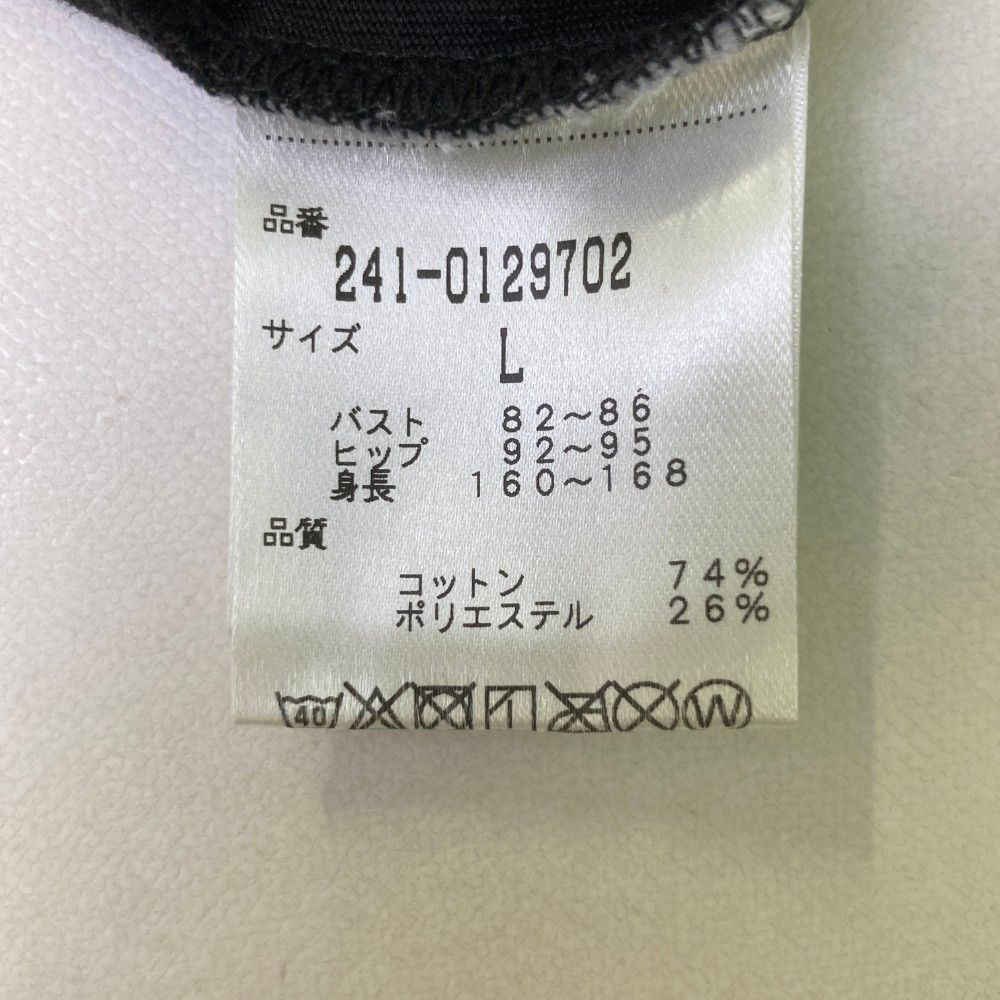 品番
241-0129702
サイズ
L
バスト 82～86
ヒップ 92～95
身長 160～168
品質
コットン 74%
ポリエステル 26%
40 W